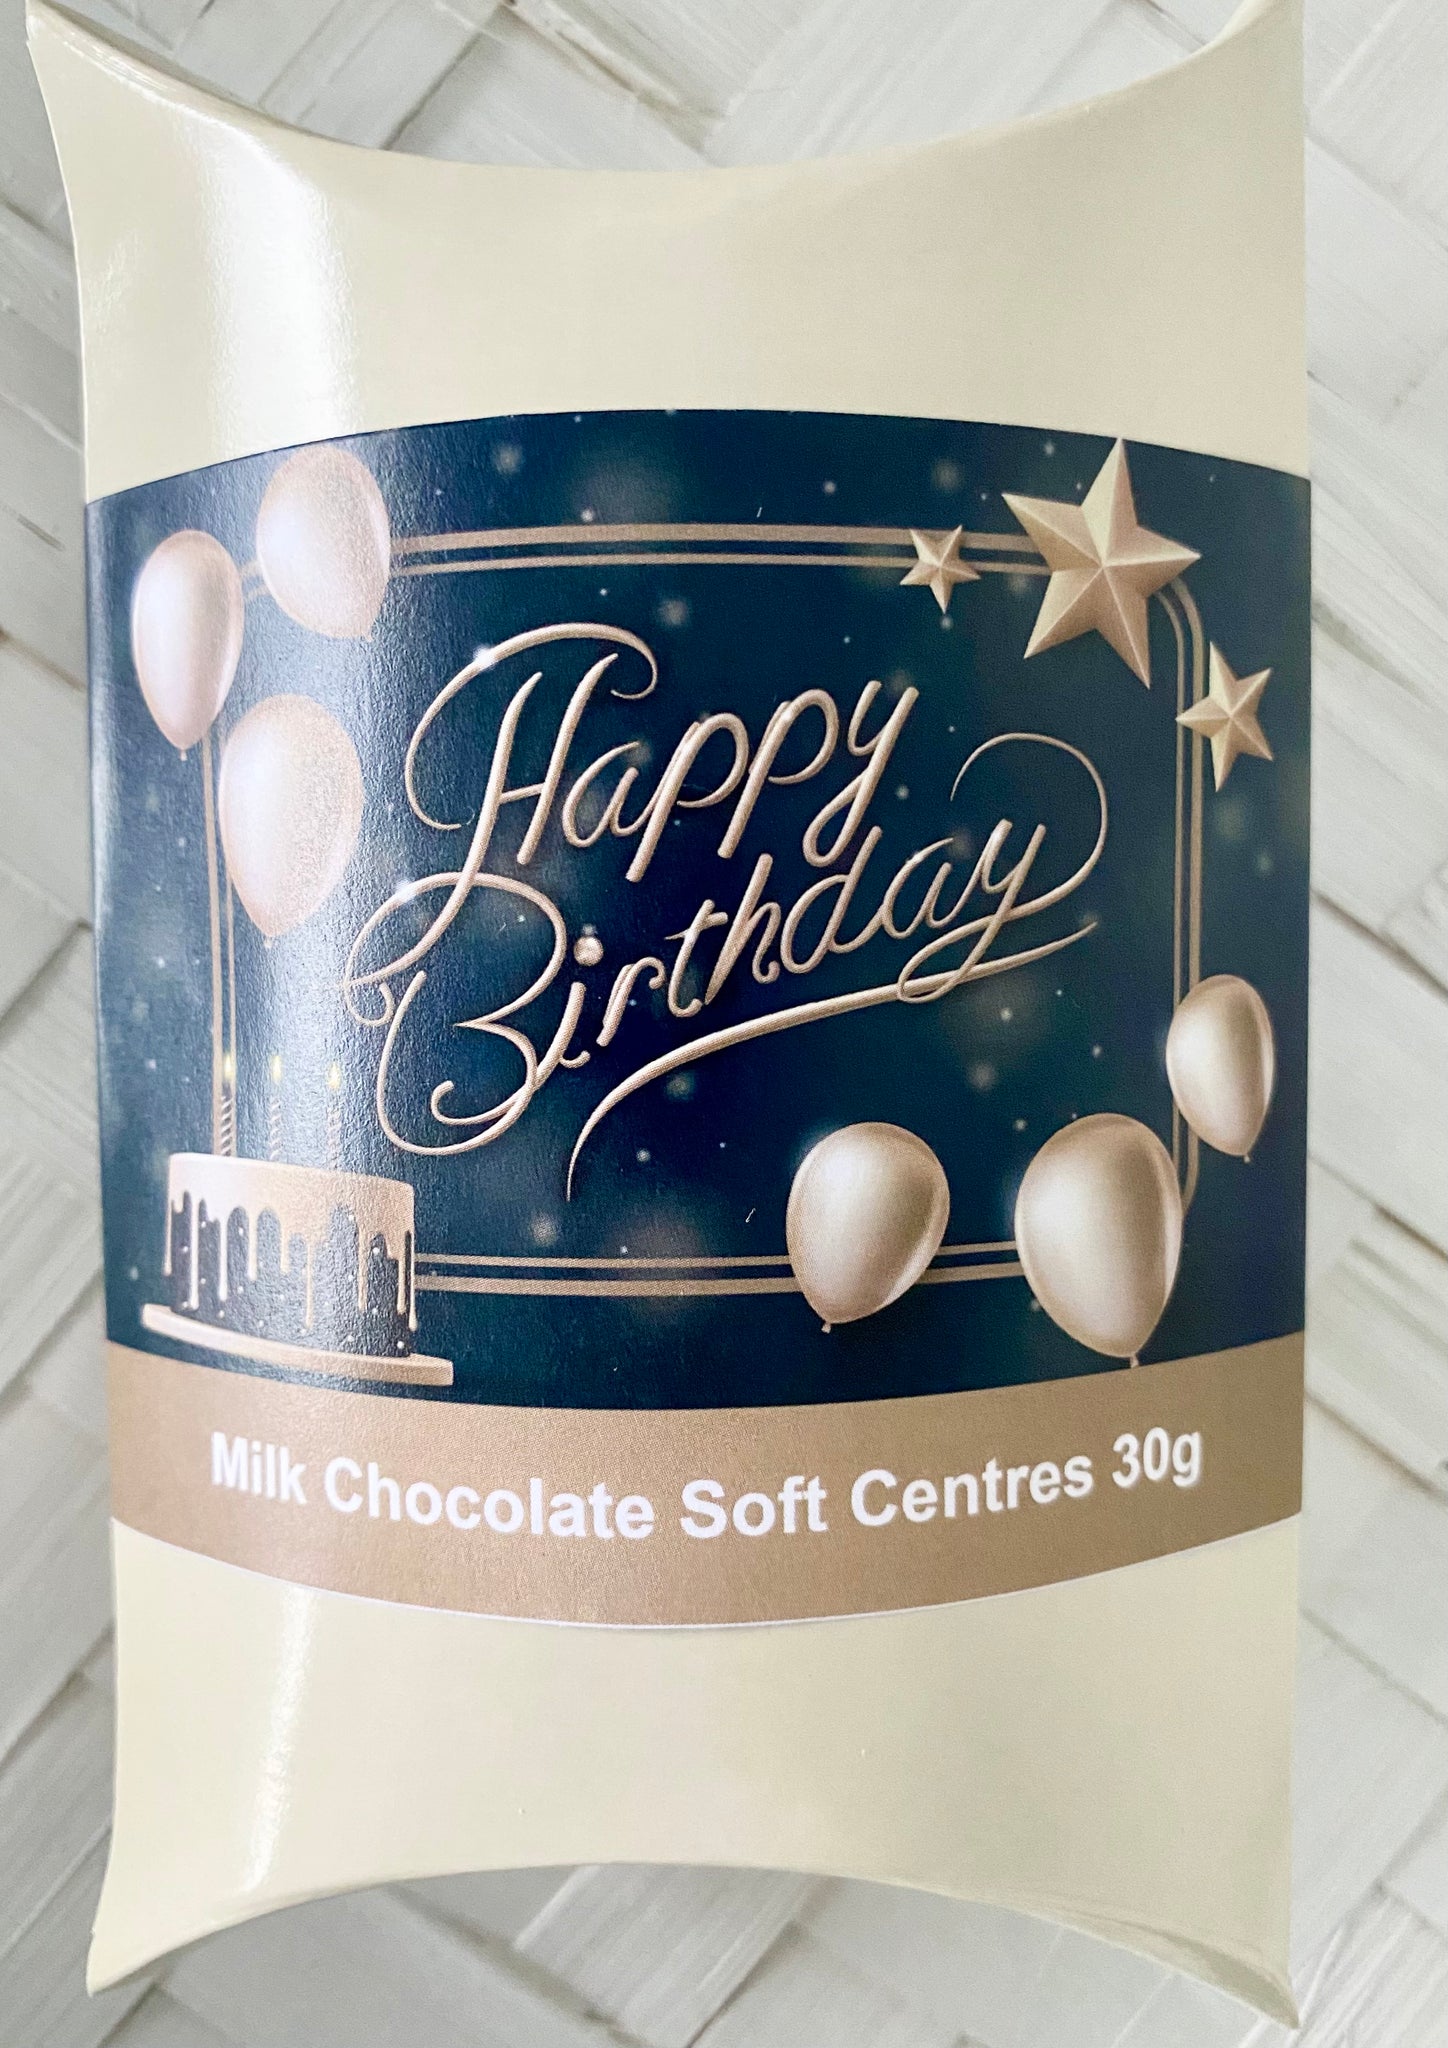 Happy
Birthday
Milk Chocolate Soft Centres 30g